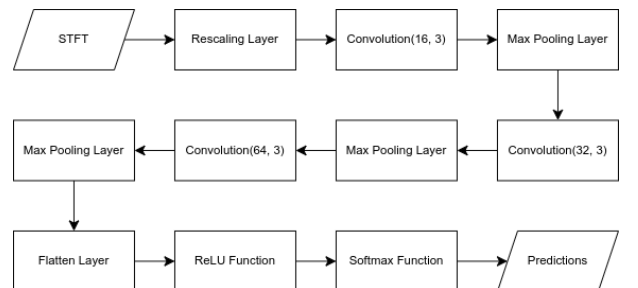 STFT
Rescaling Layer
Convolution(16, 3)
Max Pooling Layer
Convolution(32, 3)
Max Pooling Layer
Convolution(64, 3)
Max Pooling Layer
Flatten Layer
ReLU Function
Softmax Function
Predictions